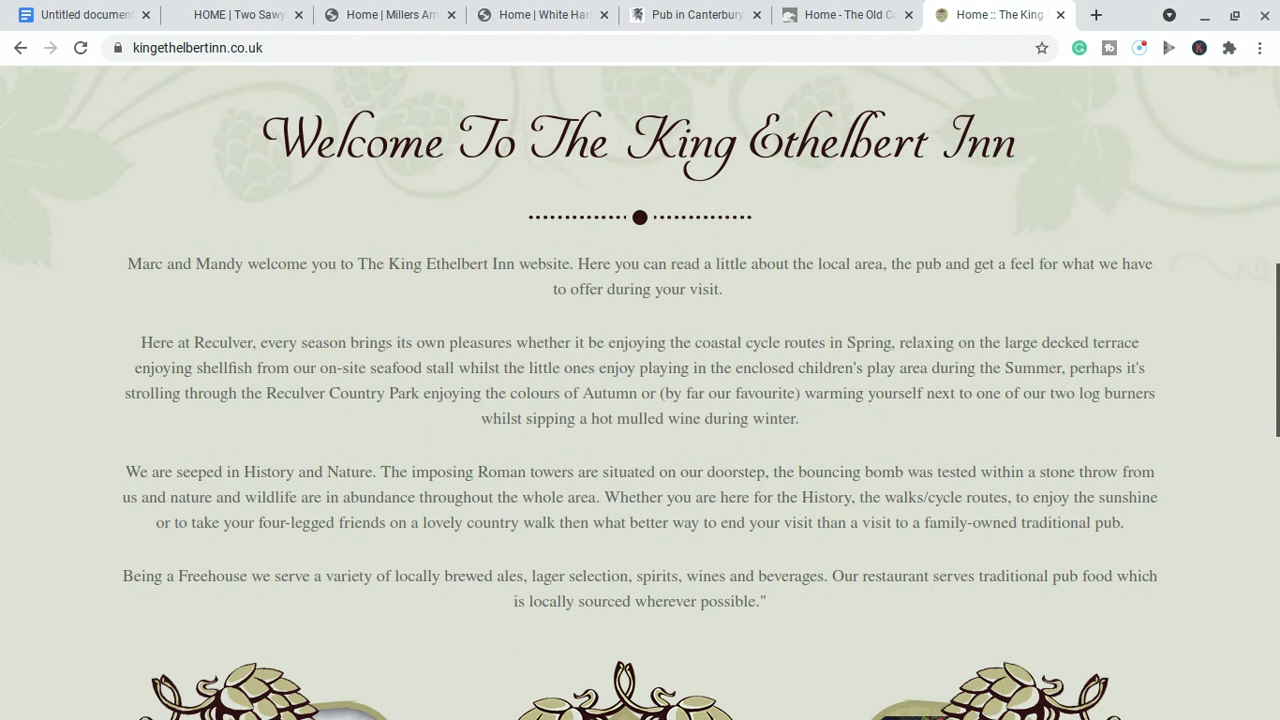 Untitled document
HOME | Two Sawy
Home | Millers Arm
Home | White Har
Pub in Canterbury
Home - The Old C
Home :: The King
kingethelbertinn.co.uk
Welcome To The King Ethelbert Inn
Marc and Mandy welcome you to The King Ethelbert Inn website. Here you can read a little about the local area, the pub and get a feel for what we have
to offer during your visit.
Here at Reculver, every season brings its own pleasures whether it be enjoying the coastal cycle routes in Spring, relaxing on the large decked terrace
enjoying shellfish from our on-site seafood stall whilst the little ones enjoy playing in the enclosed children's play area during the Summer, perhaps it's
strolling through the Reculver Country Park enjoying the colours of Autumn or (by far our favourite) warming yourself next to one of our two log burners
whilst sipping a hot mulled wine during winter.
We are seeped in History and Nature. The imposing Roman towers are situated on our doorstep, the bouncing bomb was tested within a stone throw from
us and nature and wildlife are in abundance throughout the whole area. Whether you are here for the History, the walks/cycle routes, to enjoy the sunshine
or to take your four-legged friends on a lovely country walk then what better way to end your visit than a visit to a family-owned traditional pub.
Being a Freehouse we serve a variety of locally brewed ales, lager selection, spirits, wines and beverages. Our restaurant serves traditional pub food which
is locally sourced wherever possible."